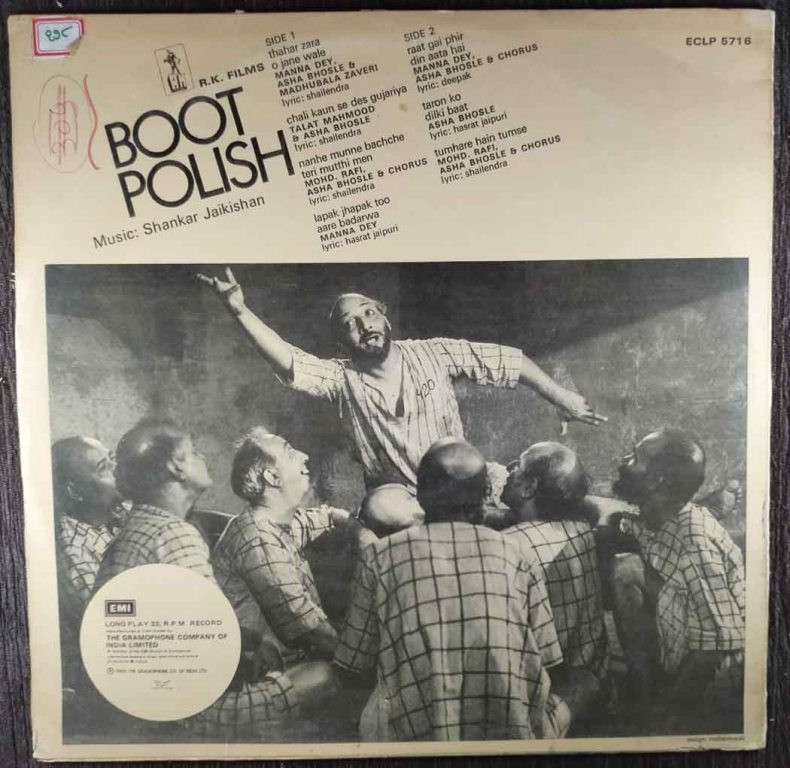 R.K. FILMS
BOOT
POLISH
Music: Shankar Jaikishan
SIDE 1
thahar zara
o jane wale
MANNA DEY,
ASHA BHOSLE &
MADHUBALA ZAVERI
lyric: shailendra
chali kaun se des gujariya
TALAT MAHMOOD
& ASHA BHOSLE
lyric: shailendra
nanhe munne bachche
teri mutthi men
MOHD. RAFI,
ASHA BHOSLE & CHORUS
lyric: shailendra
lapak jhapak too
aare badarwa
MANNA DEY
lyric: hasrat jaipuri
SIDE 2
raat gai phir
din aata hai
MANNA DEY,
ASHA BHOSLE & CHORUS
lyric: deepak
taron ko
dilki baat
ASHA BHOSLE
lyric: hasrat jaipuri
tumhare hain tumse
MOHD. RAFI,
ASHA BHOSLE & CHORUS
lyric: shailendra
ECLP 5716
420
EMI
LONG PLAY 33⅓ R.P.M. RECORD
THE GRAMOPHONE COMPANY OF
INDIA LIMITED